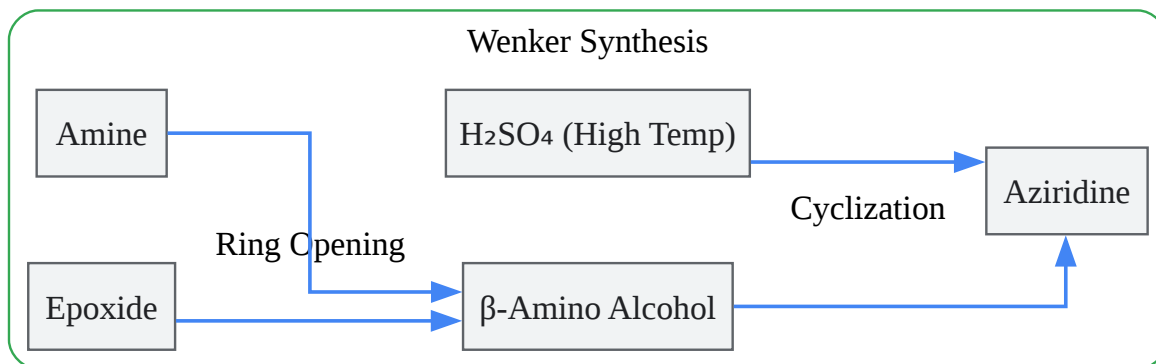 Wenker Synthesis
Amine
H₂SO₄ (High Temp)
Aziridine
Cyclization
Ring Opening
Epoxide
β-Amino Alcohol